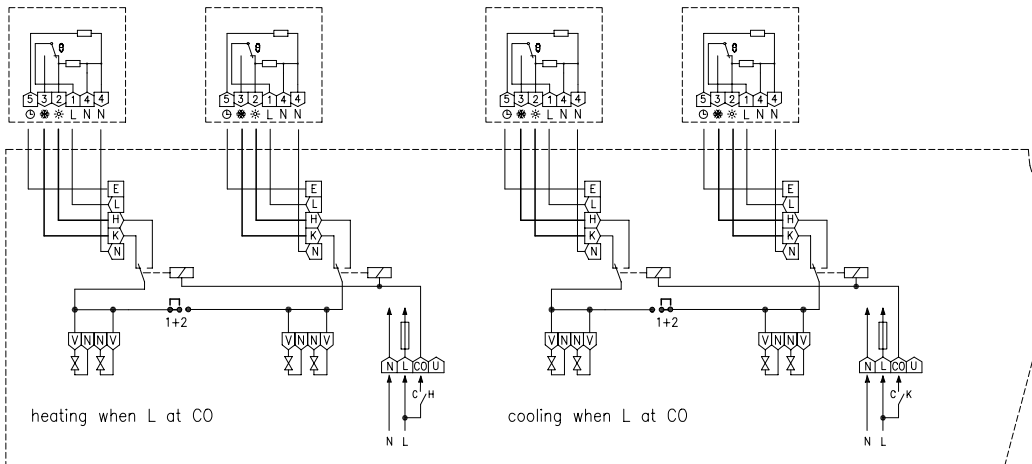 θ θ θ θ
5 3 2 1 4 4 5 3 2 1 4 4 5 3 2 1 4 4 5 3 2 1 4 4
L N N L N N L N N L N N
E E E E
L L L L
H H H H
K K K K
N N N N
1+2 1+2
V N N V V N N V V N N V V N N V
N L CO U N L CO U
C H C K
heating when L at CO cooling when L at CO
N L N L